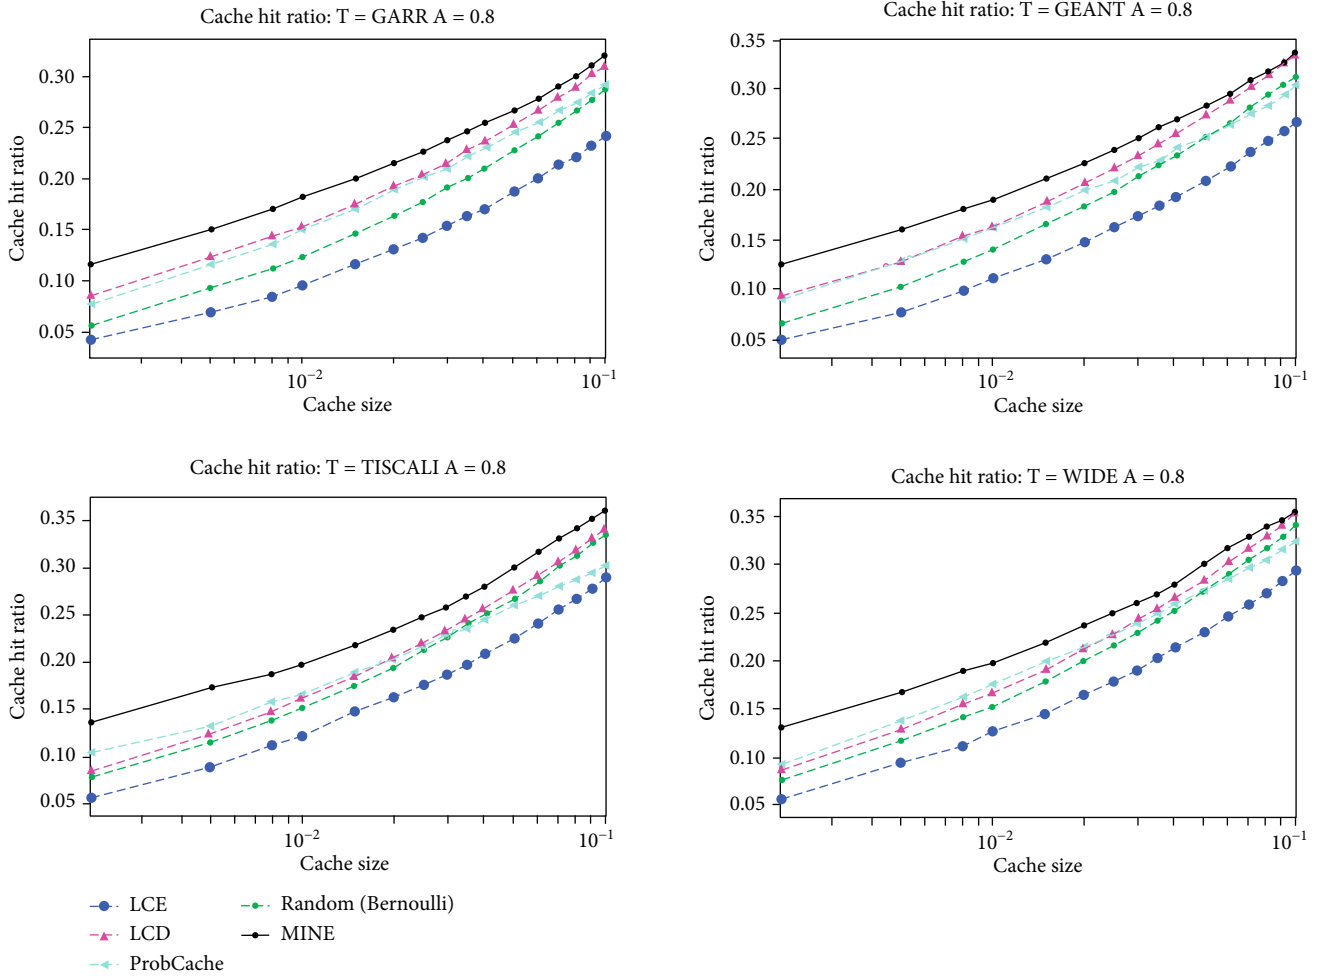 Cache hit ratio: T = GARR A = 0.8
0.30
0.25
0.20
0.15
0.10
0.05
Cache hit ratio
10−2
10−1
Cache size
Cache hit ratio: T = GEANT A = 0.8
0.35
0.30
0.25
0.20
0.15
0.10
0.05
Cache hit ratio
10−2
10−1
Cache size
Cache hit ratio: T = TISCALI A = 0.8
0.35
0.30
0.25
0.20
0.15
0.10
0.05
Cache hit ratio
10−2
10−1
Cache size
Cache hit ratio: T = WIDE A = 0.8
0.35
0.30
0.25
0.20
0.15
0.10
0.05
Cache hit ratio
10−2
10−1
Cache size
LCE
LCD
ProbCache
Random (Bernoulli)
MINE